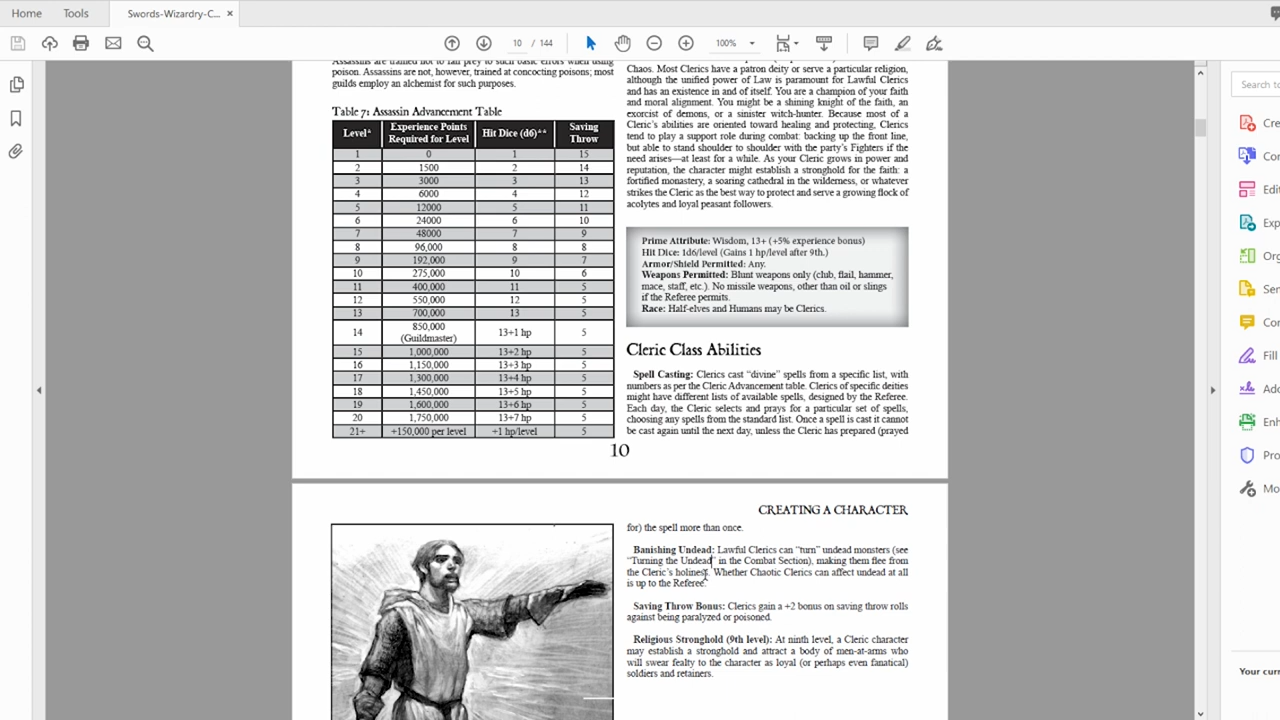 Home Tools Swords-Wizardry-C... ×
10 / 144 100%
Assassins are trained not to fall prey to such basic errors when using
poison. Assassins are not, however, trained at concocting poisons; most
guilds employ an alchemist for such purposes.
Table 7: Assassin Advancement Table
Level* Experience Points Required for Level Hit Dice (d6)** Saving Throw
1 0 1 15
2 1500 2 14
3 3000 3 13
4 6000 4 12
5 12000 5 11
6 24000 6 10
7 48000 7 9
8 96,000 8 8
9 192,000 9 7
10 275,000 10 6
11 400,000 11 5
12 550,000 12 5
13 700,000 13 5
14 850,000 (Guildmaster) 13+1 hp 5
15 1,000,000 13+2 hp 5
16 1,150,000 13+3 hp 5
17 1,300,000 13+4 hp 5
18 1,450,000 13+5 hp 5
19 1,600,000 13+6 hp 5
20 1,750,000 13+7 hp 5
21+ +150,000 per level +1 hp/level 5
Chaos. Most Clerics have a patron deity or serve a particular religion,
although the unified power of Law is paramount for Lawful Clerics
and has an existence in and of itself. You are a champion of your faith
and moral alignment. You might be a shining knight of the faith, an
exorcist of demons, or a sinister witch-hunter. Because most of a
Cleric's abilities are oriented toward healing and protecting, Clerics
tend to play a support role during combat: backing up the front line,
but able to stand shoulder to shoulder with the party's Fighters if the
need arises—at least for a while. As your Cleric grows in power and
reputation, the character might establish a stronghold for the faith: a
fortified monastery, a soaring cathedral in the wilderness, or whatever
strikes the Cleric as the best way to protect and serve a growing flock of
acolytes and loyal peasant followers.
Prime Attribute: Wisdom, 13+ (+5% experience bonus)
Hit Dice: 1d6/level (Gains 1 hp/level after 9th.)
Armor/Shield Permitted: Any.
Weapons Permitted: Blunt weapons only (club, flail, hammer,
mace, staff, etc.). No missile weapons, other than oil or slings
if the Referee permits.
Race: Half-elves and Humans may be Clerics.
Cleric Class Abilities
Spell Casting: Clerics cast “divine” spells from a specific list, with
numbers as per the Cleric Advancement table. Clerics of specific deities
might have different lists of available spells, designed by the Referee.
Each day, the Cleric selects and prays for a particular set of spells,
choosing any spells from the standard list. Once a spell is cast it cannot
be cast again until the next day, unless the Cleric has prepared (prayed
10
CREATING A CHARACTER
for) the spell more than once.
Banishing Undead: Lawful Clerics can “turn” undead monsters (see
“Turning the Undead” in the Combat Section), making them flee from
the Cleric's holiness. Whether Chaotic Clerics can affect undead at all
is up to the Referee.
Saving Throw Bonus: Clerics gain a +2 bonus on saving throw rolls
against being paralyzed or poisoned.
Religious Stronghold (9th level): At ninth level, a Cleric character
may establish a stronghold and attract a body of men-at-arms who
will swear fealty to the character as loyal (or perhaps even fanatical)
soldiers and retainers.
Search to
Cre
Con
Edi
Exp
Org
Sen
Con
Fill
Add
Enh
Pro
Mo
Your curr